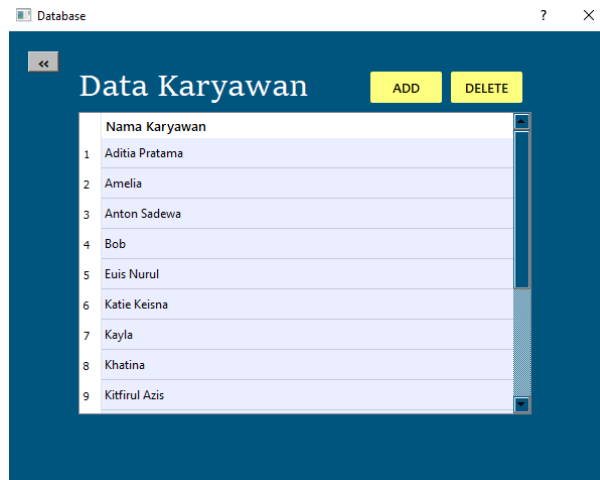 Database
«
Data Karyawan
ADD DELETE
Nama Karyawan
1 Aditia Pratama
2 Amelia
3 Anton Sadewa
4 Bob
5 Euis Nurul
6 Katie Keisna
7 Kayla
8 Khatina
9 Kitfirul Azis